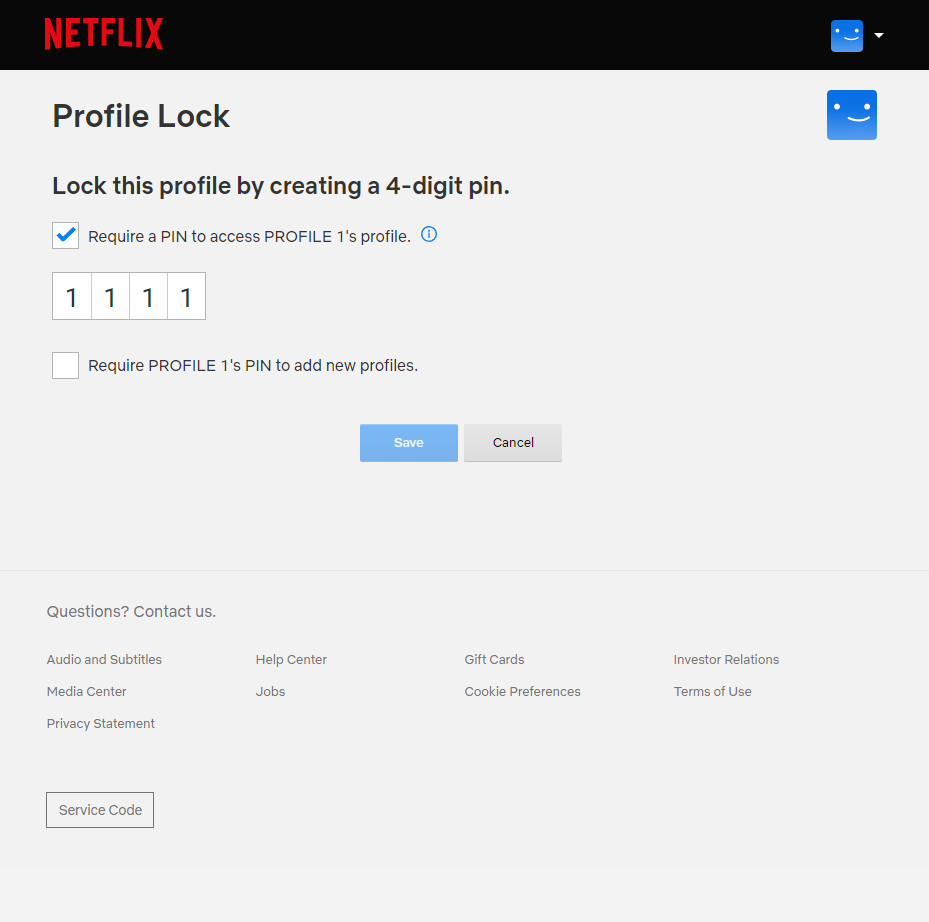 NETFLIX
Profile Lock
Lock this profile by creating a 4-digit pin.
Require a PIN to access PROFILE 1's profile.
1 1 1 1
Require PROFILE 1's PIN to add new profiles.
Save Cancel
Questions? Contact us.
Audio and Subtitles Help Center Gift Cards Investor Relations
Media Center Jobs Cookie Preferences Terms of Use
Privacy Statement
Service Code